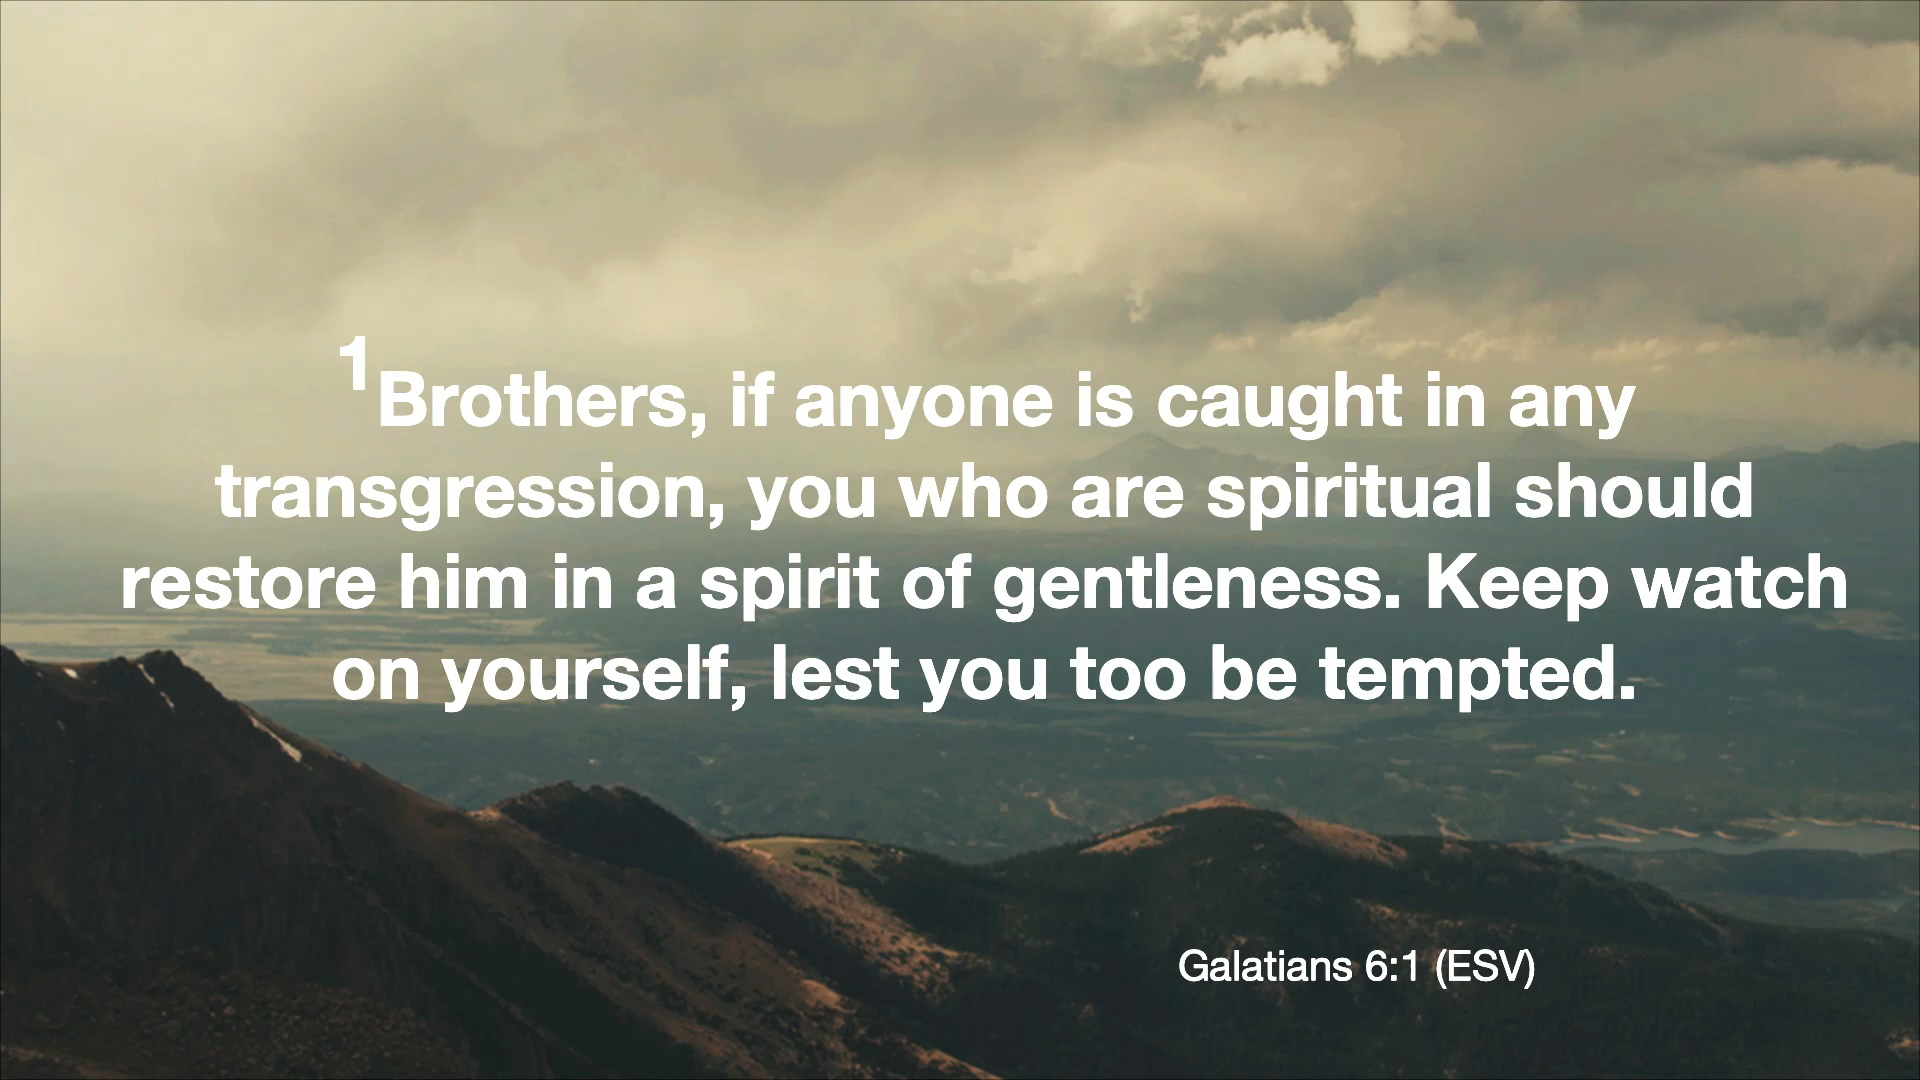 1Brothers, if anyone is caught in any
transgression, you who are spiritual should
restore him in a spirit of gentleness. Keep watch
on yourself, lest you too be tempted.
Galatians 6:1 (ESV)